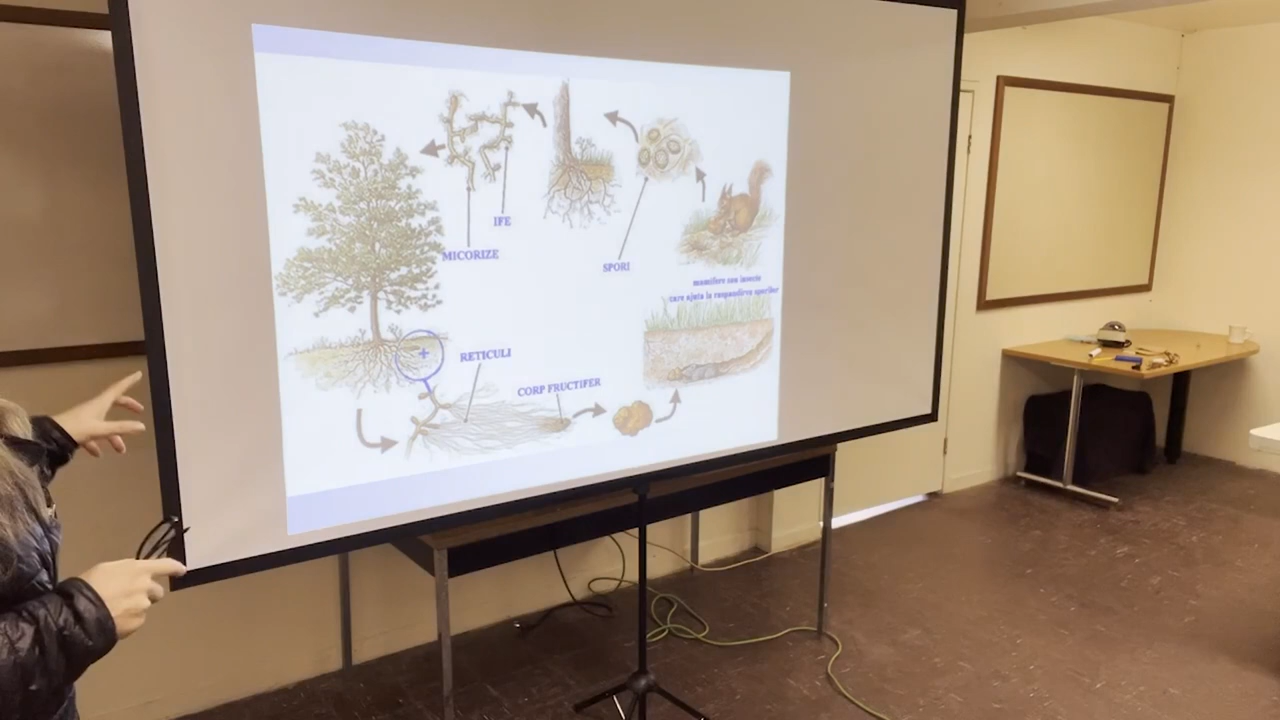 IFE
MICORIZE
SPORI
mamifere sau insecte
care ajuta la raspandirea sporilor
RETICULI
CORP FRUCTIFER